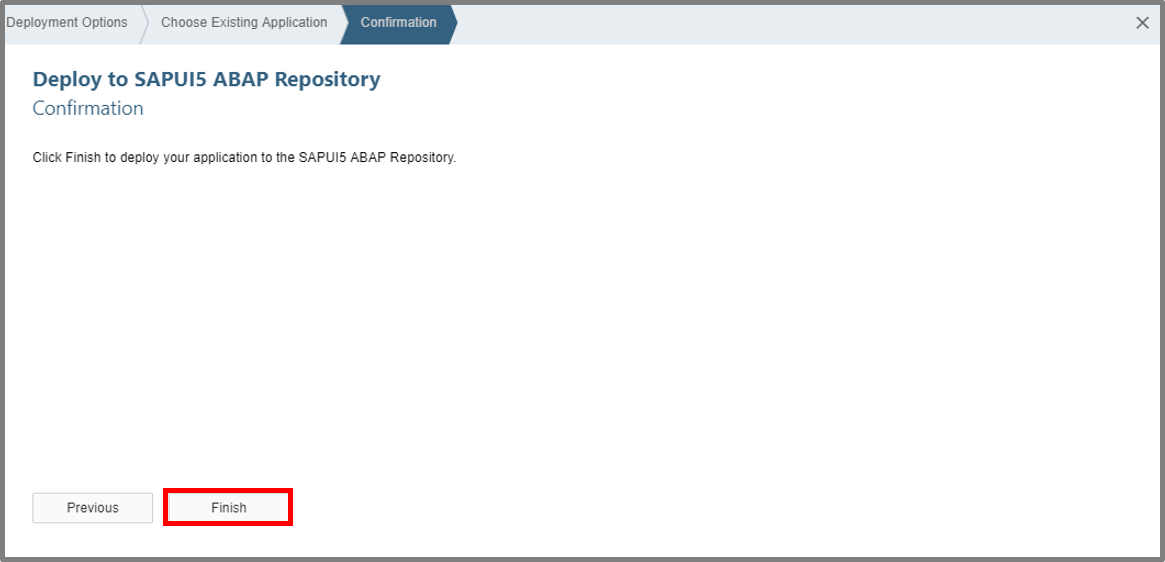 Deployment Options
Choose Existing Application
Confirmation
Deploy to SAPUI5 ABAP Repository
Confirmation
Click Finish to deploy your application to the SAPUI5 ABAP Repository.
Previous
Finish